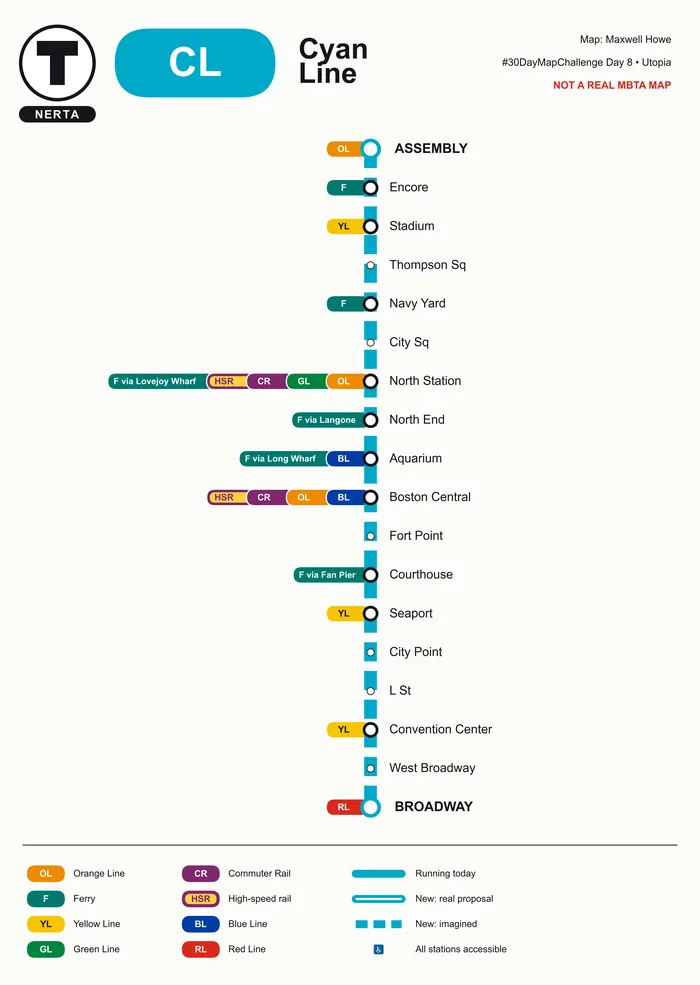 T
NERTA
CL
Cyan
Line
Map: Maxwell Howe
#30DayMapChallenge Day 8 • Utopia
NOT A REAL MBTA MAP
OL ASSEMBLY
F Encore
YL Stadium
Thompson Sq
F Navy Yard
City Sq
F via Lovejoy Wharf HSR CR GL OL North Station
F via Langone North End
F via Long Wharf BL Aquarium
HSR CR OL BL Boston Central
Fort Point
F via Fan Pier Courthouse
YL Seaport
City Point
L St
YL Convention Center
West Broadway
RL BROADWAY
OL Orange Line CR Commuter Rail Running today
F Ferry HSR High-speed rail New: real proposal
YL Yellow Line BL Blue Line New: imagined
GL Green Line RL Red Line All stations accessible